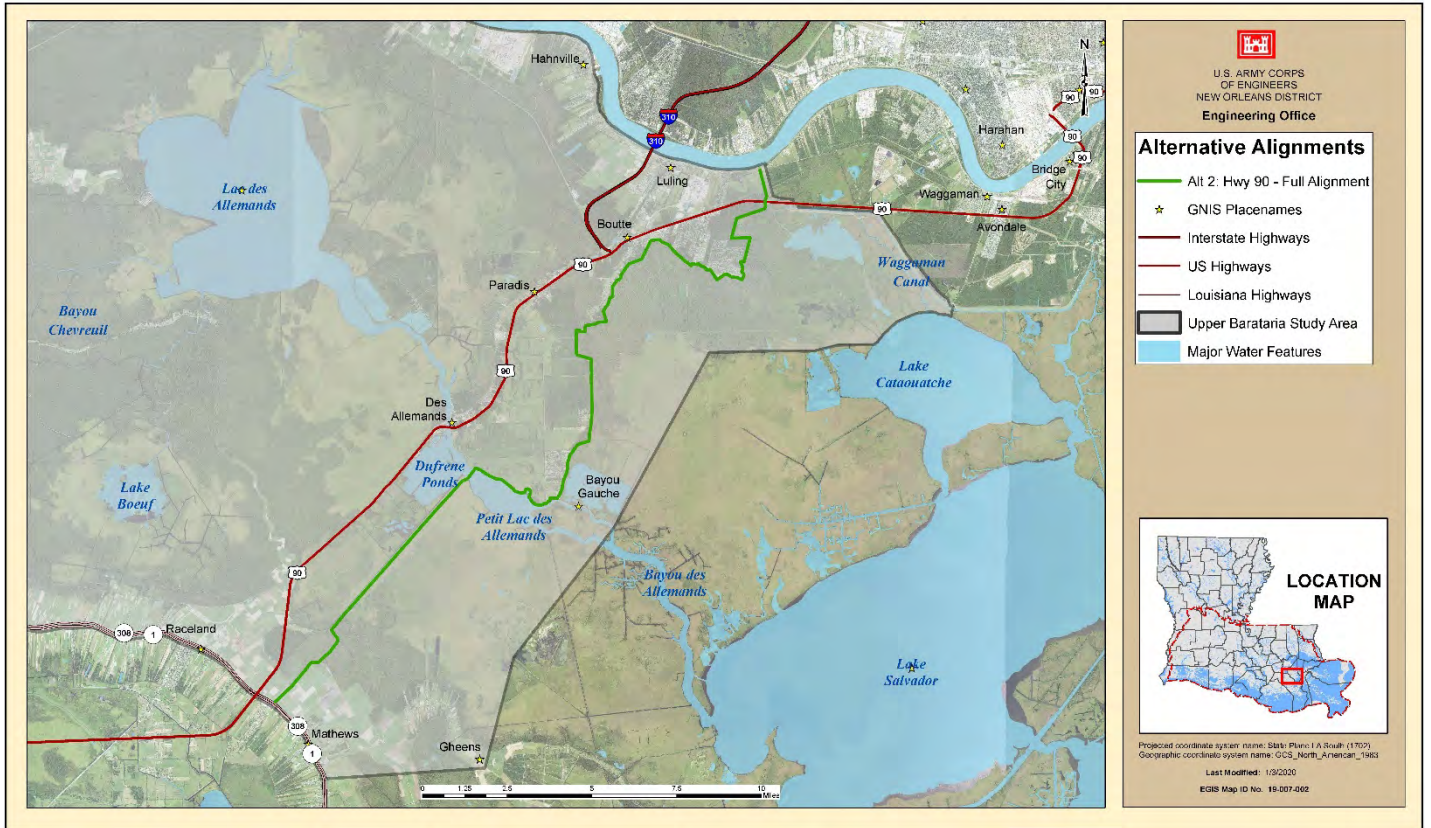 Hahnville
N
90
90
310
Harahan
90
310
90
Bridge
City
Luling
Lac des
Allemands
Waggaman
90
Avondale
Boutte
90
Waggaman
Canal
Paradis
Bayou
Chevreuil
90
Lake
Cataouatche
Des
Allemands
Dufrene
Ponds
Bayou
Gauche
Lake
Boeuf
Petit Lac des
Allemands
90
Bayou des
Allemands
308
1
Raceland
Lake
Salvador
308
Mathews
1
Gheens
0 1.25 2.5 5 7.5 10
Miles
U.S. ARMY CORPS
OF ENGINEERS
NEW ORLEANS DISTRICT
Engineering Office
Alternative Alignments
Alt 2: Hwy 90 - Full Alignment
GNIS Placenames
Interstate Highways
US Highways
Louisiana Highways
Upper Barataria Study Area
Major Water Features
LOCATION
MAP
Projected coordinate system name: State Plane LA South (1702)
Geographic coordinate system name: GCS_North_American_1983
Last Modified: 1/3/2020
EGIS Map ID No. 19-007-002